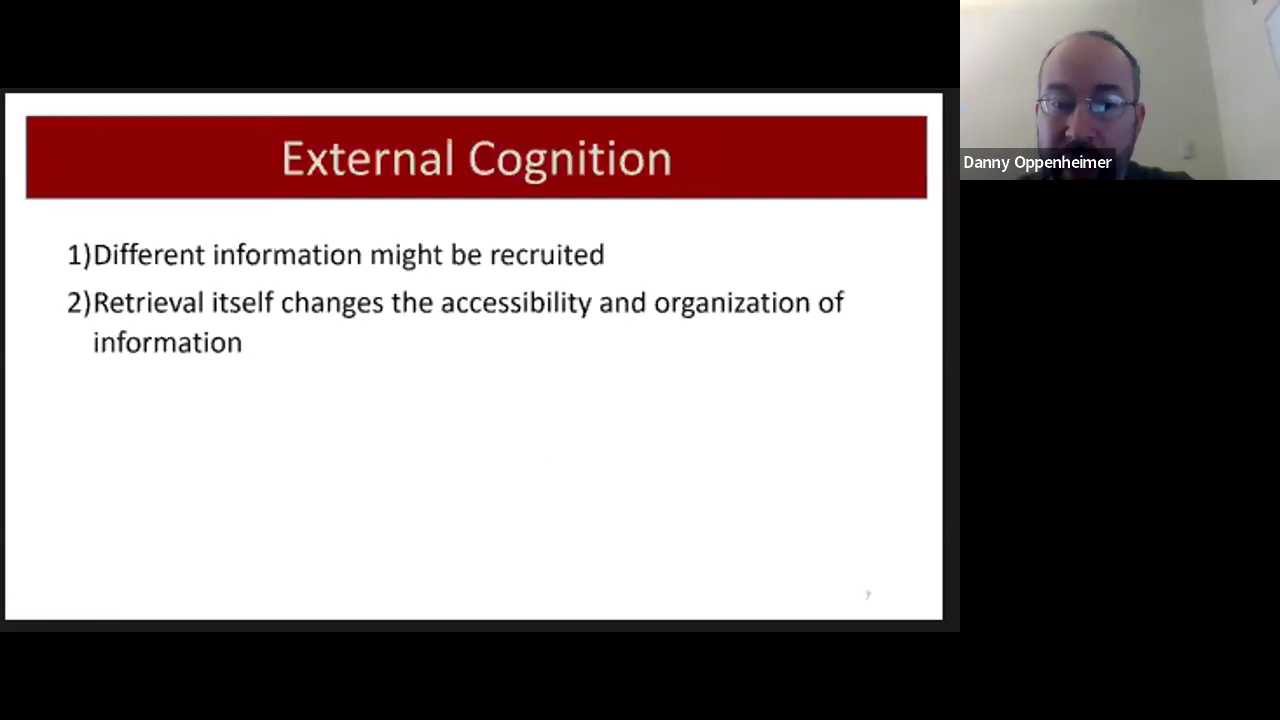 External Cognition
1)Different information might be recruited
2)Retrieval itself changes the accessibility and organization of
information
7
Danny Oppenheimer